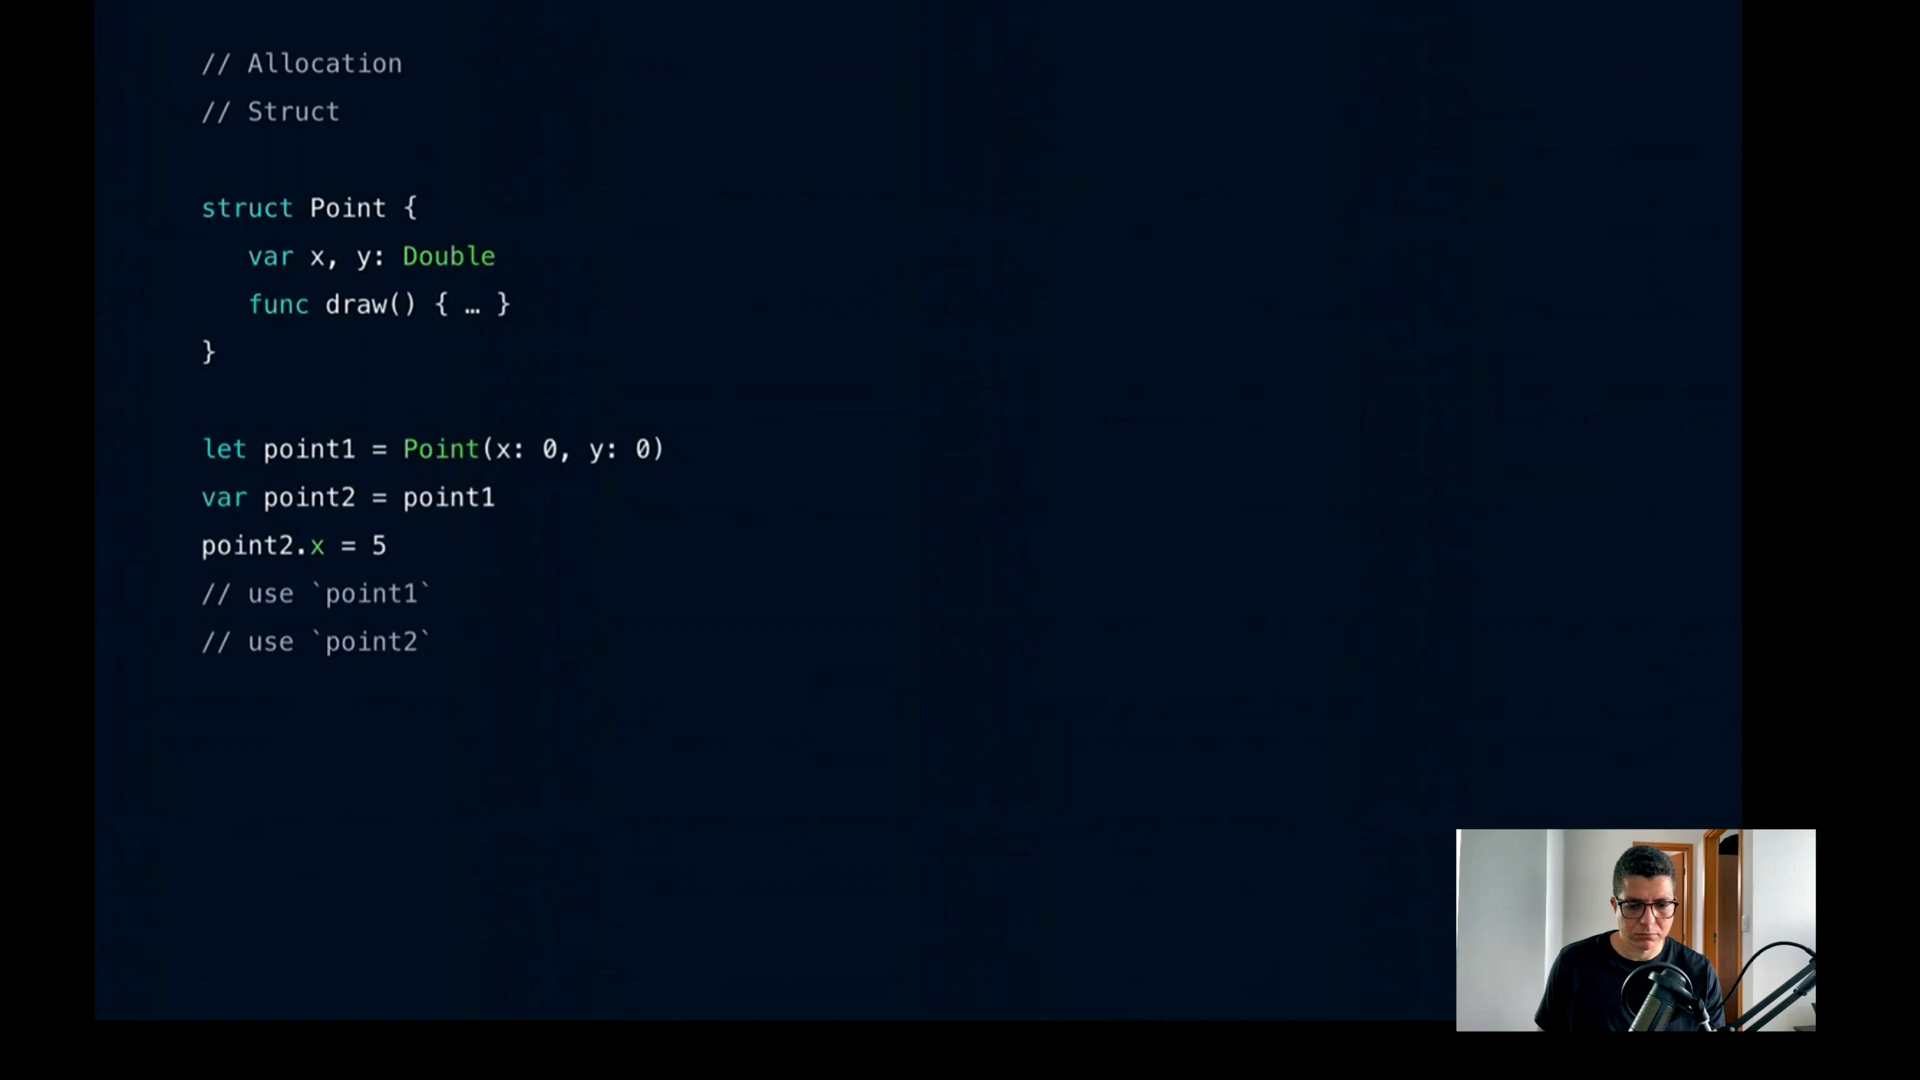 // Allocation
// Struct
struct Point {
var x, y: Double
func draw() { … }
}
let point1 = Point(x: 0, y: 0)
var point2 = point1
point2.x = 5
// use `point1`
// use `point2`